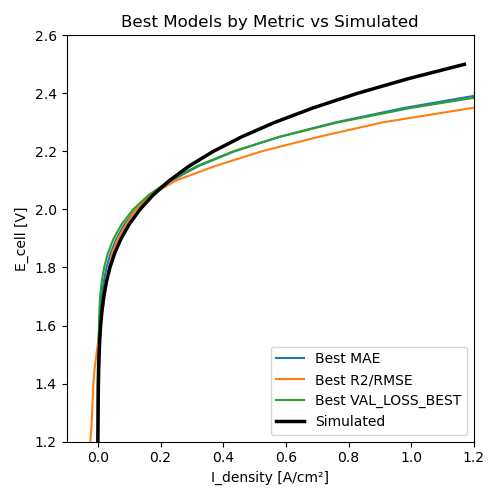 Best Models by Metric vs Simulated
E_cell [V]
2.6
2.4
2.2
2.0
1.8
1.6
1.4
1.2
Best MAE
Best R2/RMSE
Best VAL_LOSS_BEST
Simulated
0.0 0.2 0.4 0.6 0.8 1.0 1.2
I_density [A/cm²]